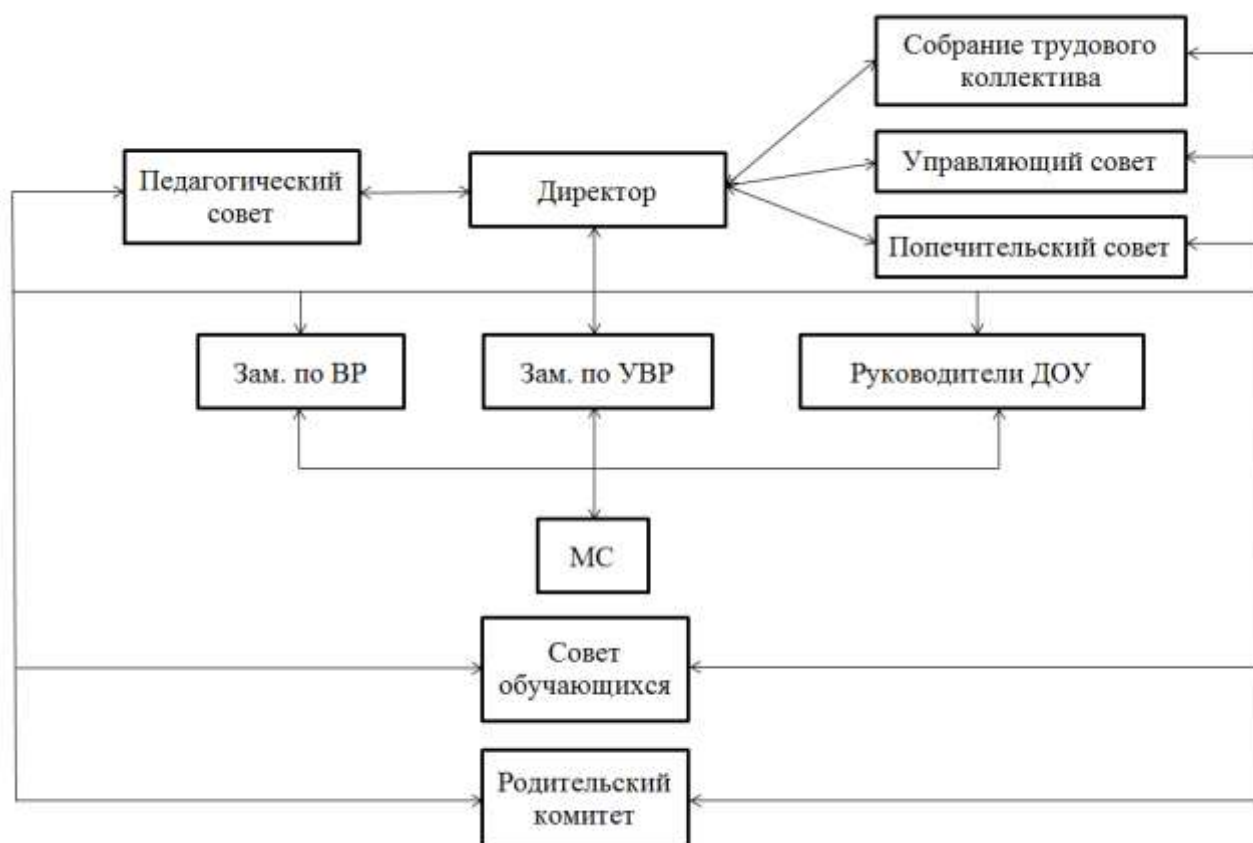 Собрание трудового
коллектива
Управляющий совет
Педагогический
совет
Директор
Попечительский совет
Зам. по ВР
Зам. по УВР
Руководители ДОУ
МС
Совет
обучающихся
Родительский
комитет